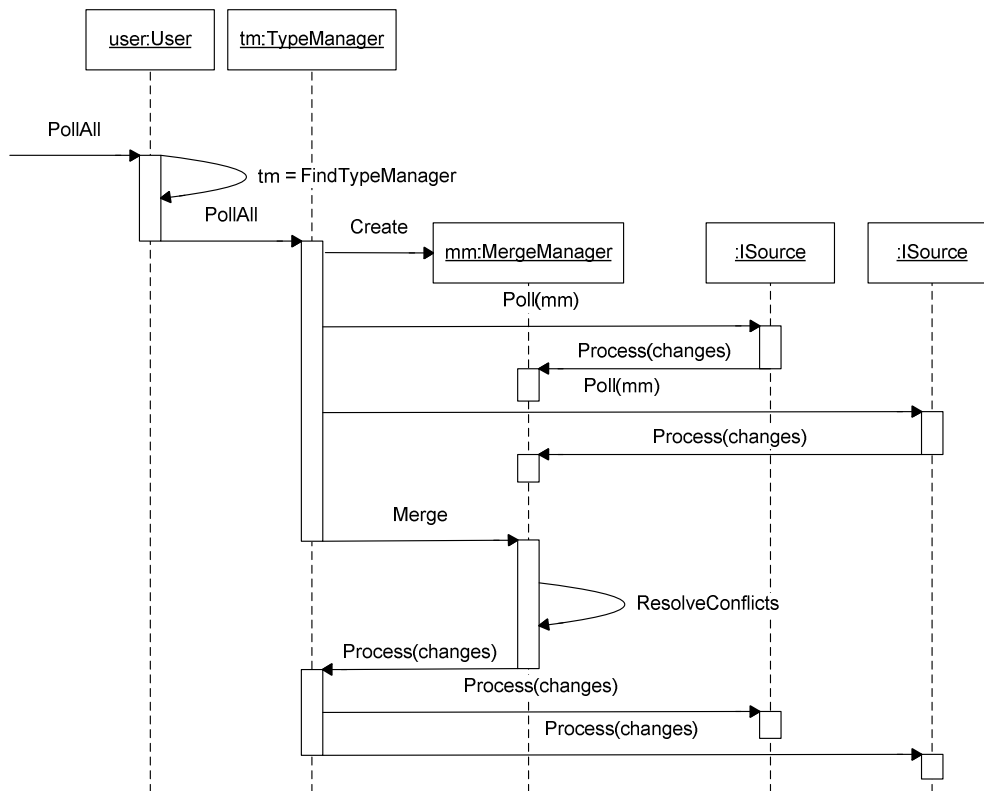 user:User
tm:TypeManager
PollAll
tm = FindTypeManager
PollAll
Create
mm:MergeManager
:ISource
:ISource
Poll(mm)
Process(changes)
Poll(mm)
Process(changes)
Merge
ResolveConflicts
Process(changes)
Process(changes)
Process(changes)